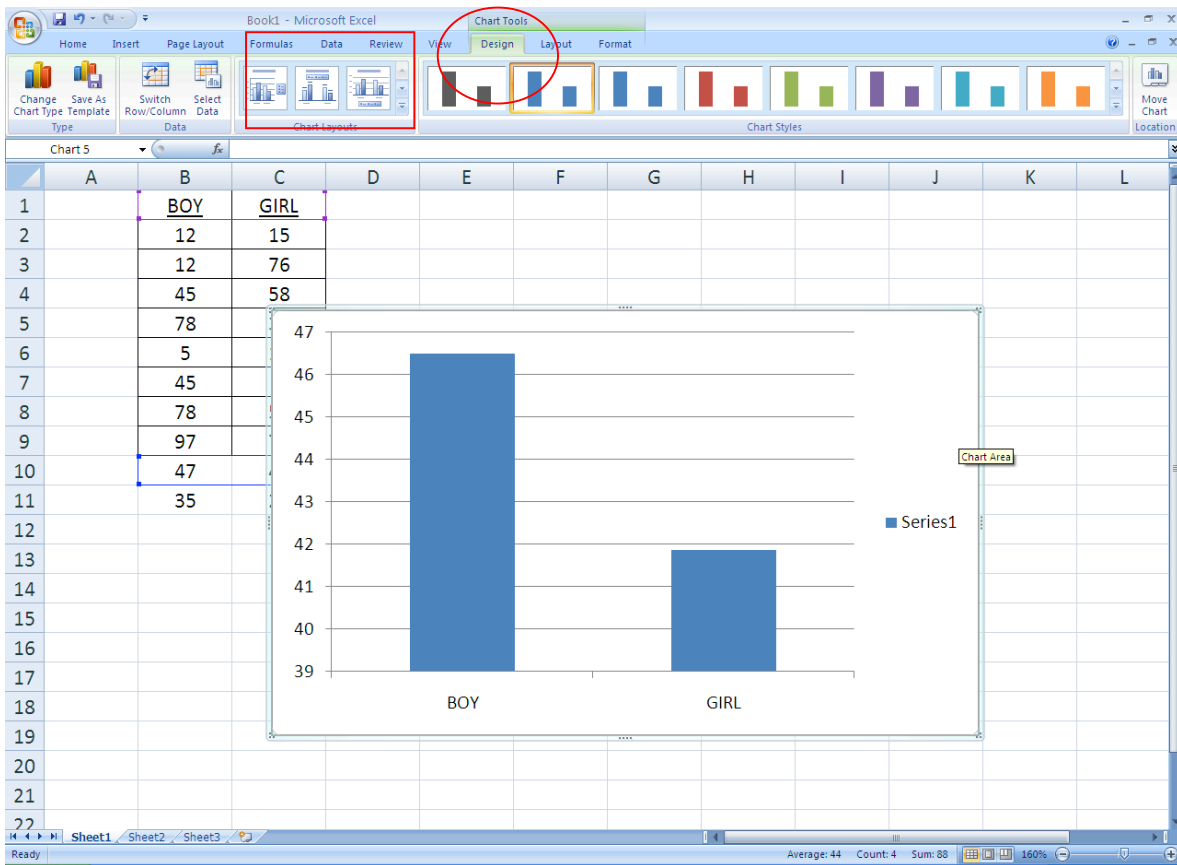 Book1 - Microsoft Excel
Chart Tools
Home Insert Page Layout Formulas Data Review View Design Layout Format
Change Chart Type
Save As Template
Switch Row/Column
Select Data
Move Chart
Type Data Chart Layouts Chart Styles Location
Chart 5 fx
A B C D E F G H I J K L
1 BOY GIRL
2 12 15
3 12 76
4 45 58
5 78
6 5
7 45
8 78
9 97
10 47
11 35
12
13
14
15
16
17
18
19
20
21
22
47
46
45
44
43
42
41
40
39
BOY GIRL
Series1
Chart Area
Sheet1 Sheet2 Sheet3
Ready Average: 44 Count: 4 Sum: 88 160%